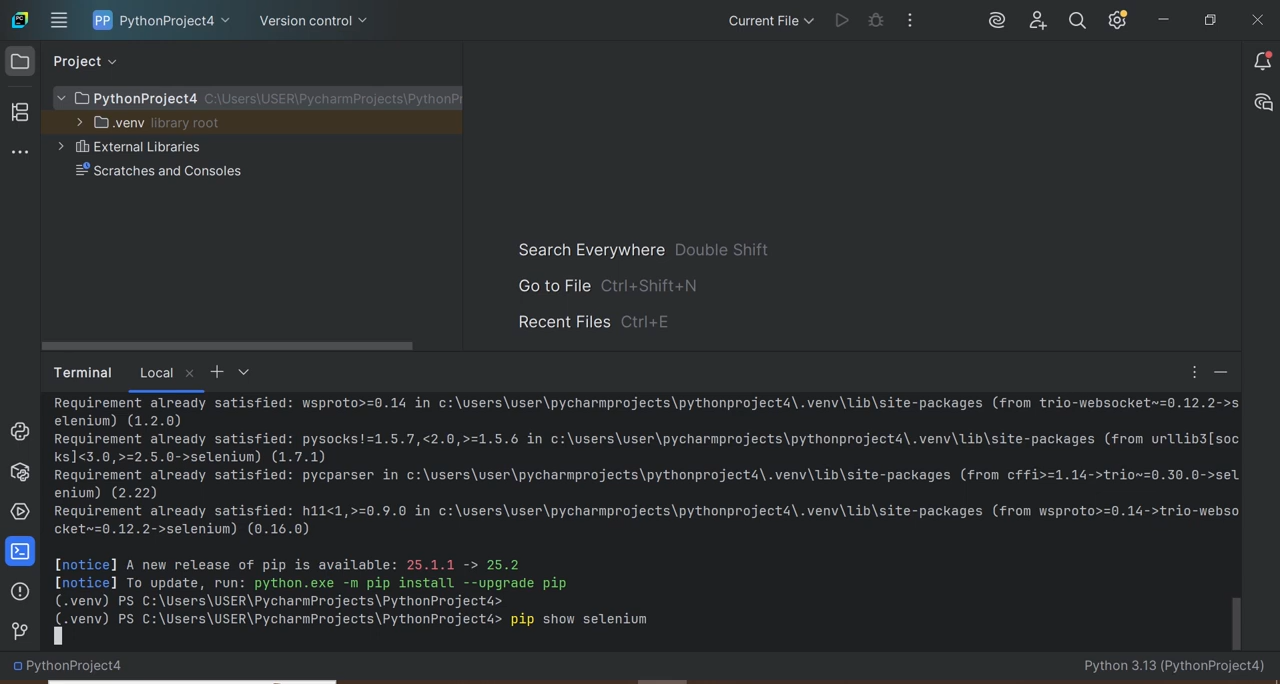 PC
PP PythonProject4 Version control Current File
Project
PythonProject4 C:\Users\USER\PycharmProjects\PythonPr
.venv library root
External Libraries
Scratches and Consoles
Search Everywhere Double Shift
Go to File Ctrl+Shift+N
Recent Files Ctrl+E
Terminal Local
Requirement already satisfied: wsproto>=0.14 in c:\users\user\pycharmprojects\pythonproject4\.venv\lib\site-packages (from trio-websocket~=0.12.2->s
elenium) (1.2.0)
Requirement already satisfied: pysocks!=1.5.7,<2.0,>=1.5.6 in c:\users\user\pycharmprojects\pythonproject4\.venv\lib\site-packages (from urllib3[soc
ks]<3.0,>=2.5.0->selenium) (1.7.1)
Requirement already satisfied: pycparser in c:\users\user\pycharmprojects\pythonproject4\.venv\lib\site-packages (from cffi>=1.14->trio~=0.30.0->sel
enium) (2.22)
Requirement already satisfied: h11<1,>=0.9.0 in c:\users\user\pycharmprojects\pythonproject4\.venv\lib\site-packages (from wsproto>=0.14->trio-webso
cket~=0.12.2->selenium) (0.16.0)
[notice] A new release of pip is available: 25.1.1 -> 25.2
[notice] To update, run: python.exe -m pip install --upgrade pip
(.venv) PS C:\Users\USER\PycharmProjects\PythonProject4>
(.venv) PS C:\Users\USER\PycharmProjects\PythonProject4> pip show selenium
PythonProject4 Python 3.13 (PythonProject4)